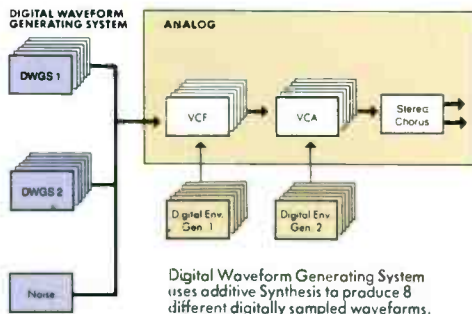 DIGITAL WAVEFORM
GENERATING SYSTEM
ANALOG
DWGS 1
DWGS 2
Noise
VCF
VCA
Stereo
Chorus
Digital Env.
Gen. 1
Digital Env.
Gen. 2
Digital Waveform Generating System
uses additive Synthesis to produce 8
different digitally sampled waveforms.